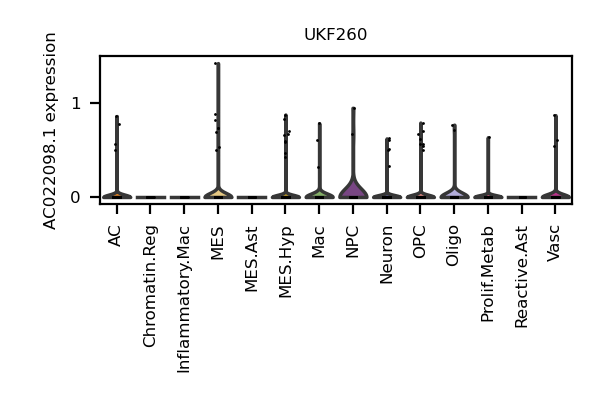 UKF260
AC022098.1 expression
1
0
AC
Chromatin.Reg
Inflammatory.Mac
MES
MES.Ast
MES.Hyp
Mac
NPC
Neuron
OPC
Oligo
Prolif.Metab
Reactive.Ast
Vasc